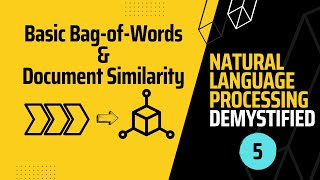 Basic Bag-of-Words
&
Document Similarity
NATURAL
LANGUAGE
PROCESSING
DEMYSTIFIED
5